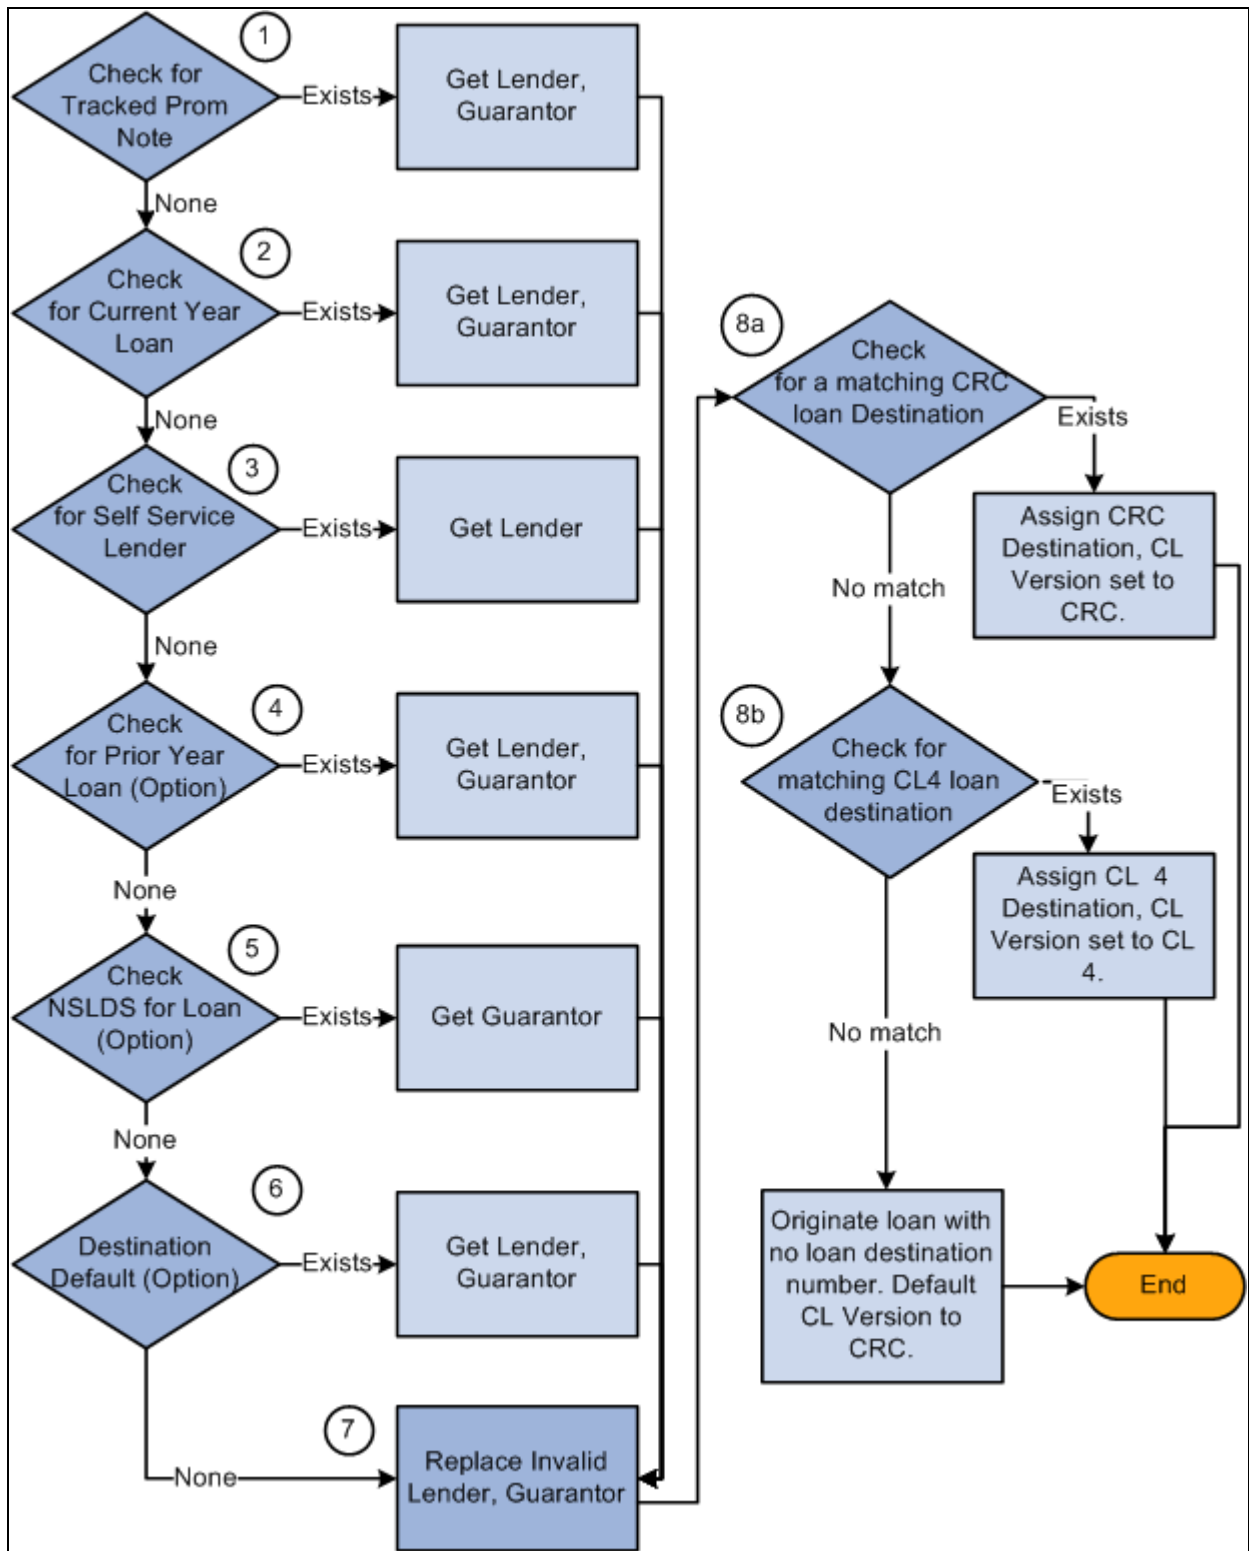 1
Check for
Tracked Prom
Note
Exists
Get Lender,
Guarantor
None
2
Check
for Current Year
Loan
Exists
Get Lender,
Guarantor
None
3
Check
for Self Service
Lender
Exists
Get Lender
None
4
Check
for Prior Year
Loan (Option)
Exists
Get Lender,
Guarantor
None
5
Check
NSLDS for Loan
(Option)
Exists
Get Guarantor
None
6
Destination
Default (Option)
Exists
Get Lender,
Guarantor
None
7
Replace Invalid
Lender, Guarantor
8a
Check
for a matching CRC
loan Destination
Exists
Assign CRC
Destination, CL
Version set to
CRC.
No match
8b
Check for
matching CL4 loan
destination
Exists
Assign CL 4
Destination, CL
Version set to CL
4.
No match
Originate loan with
no loan destination
number. Default
CL Version to
CRC.
End